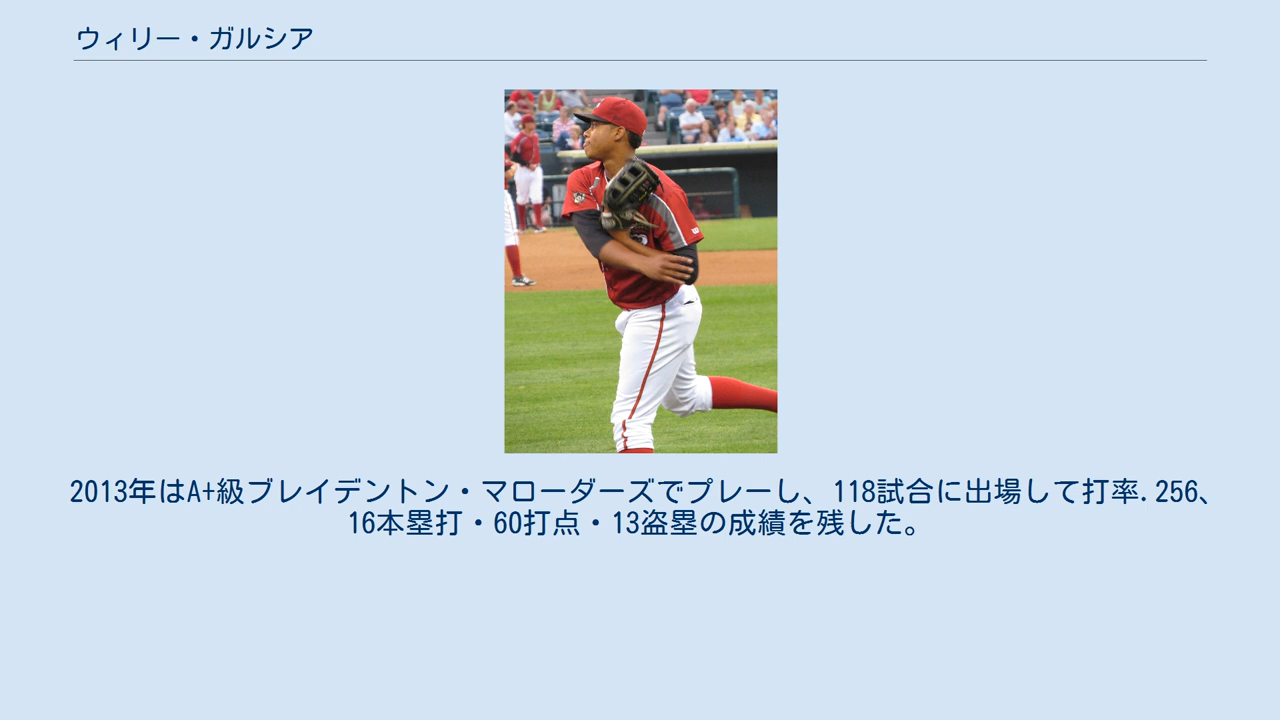 ウィリー・ガルシア
2013年はA+級ブレイデントン・マローダーズでプレーし、118試合に出場して打率.256、
16本塁打・60打点・13盗塁の成績を残した。